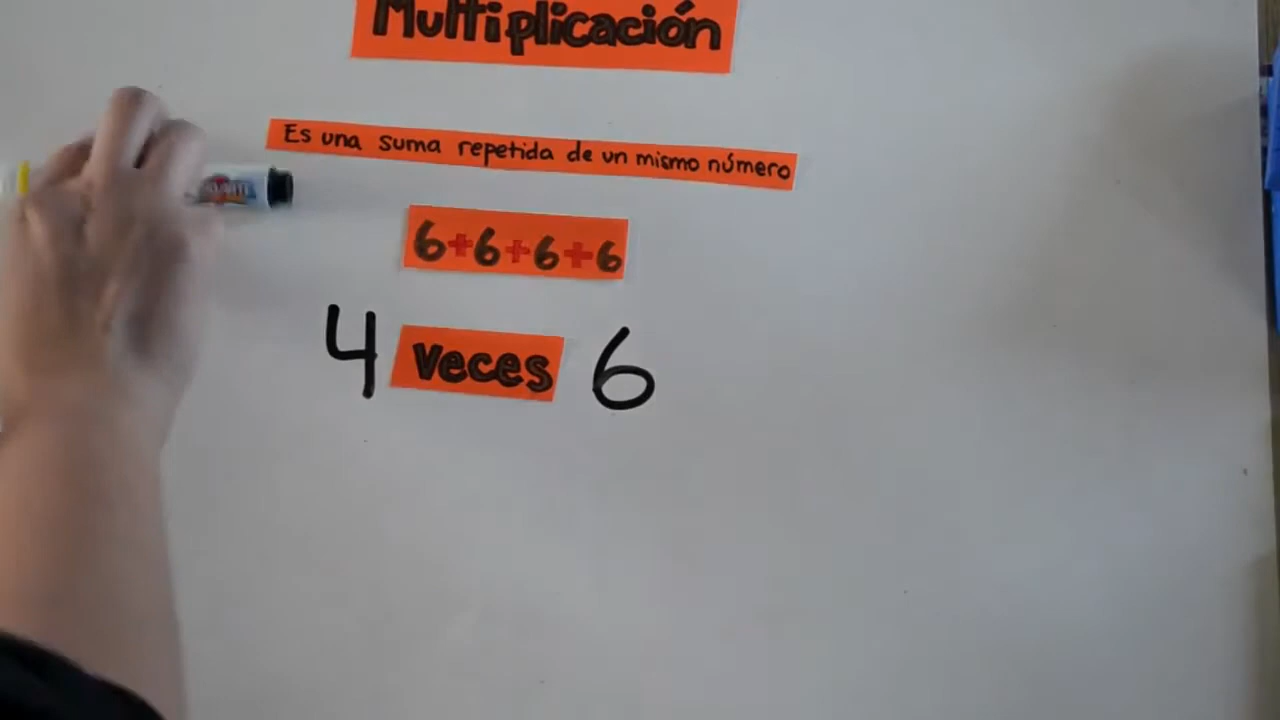 Multiplicación
Es una suma repetida de un mismo número
6+6+6+6
4 veces 6